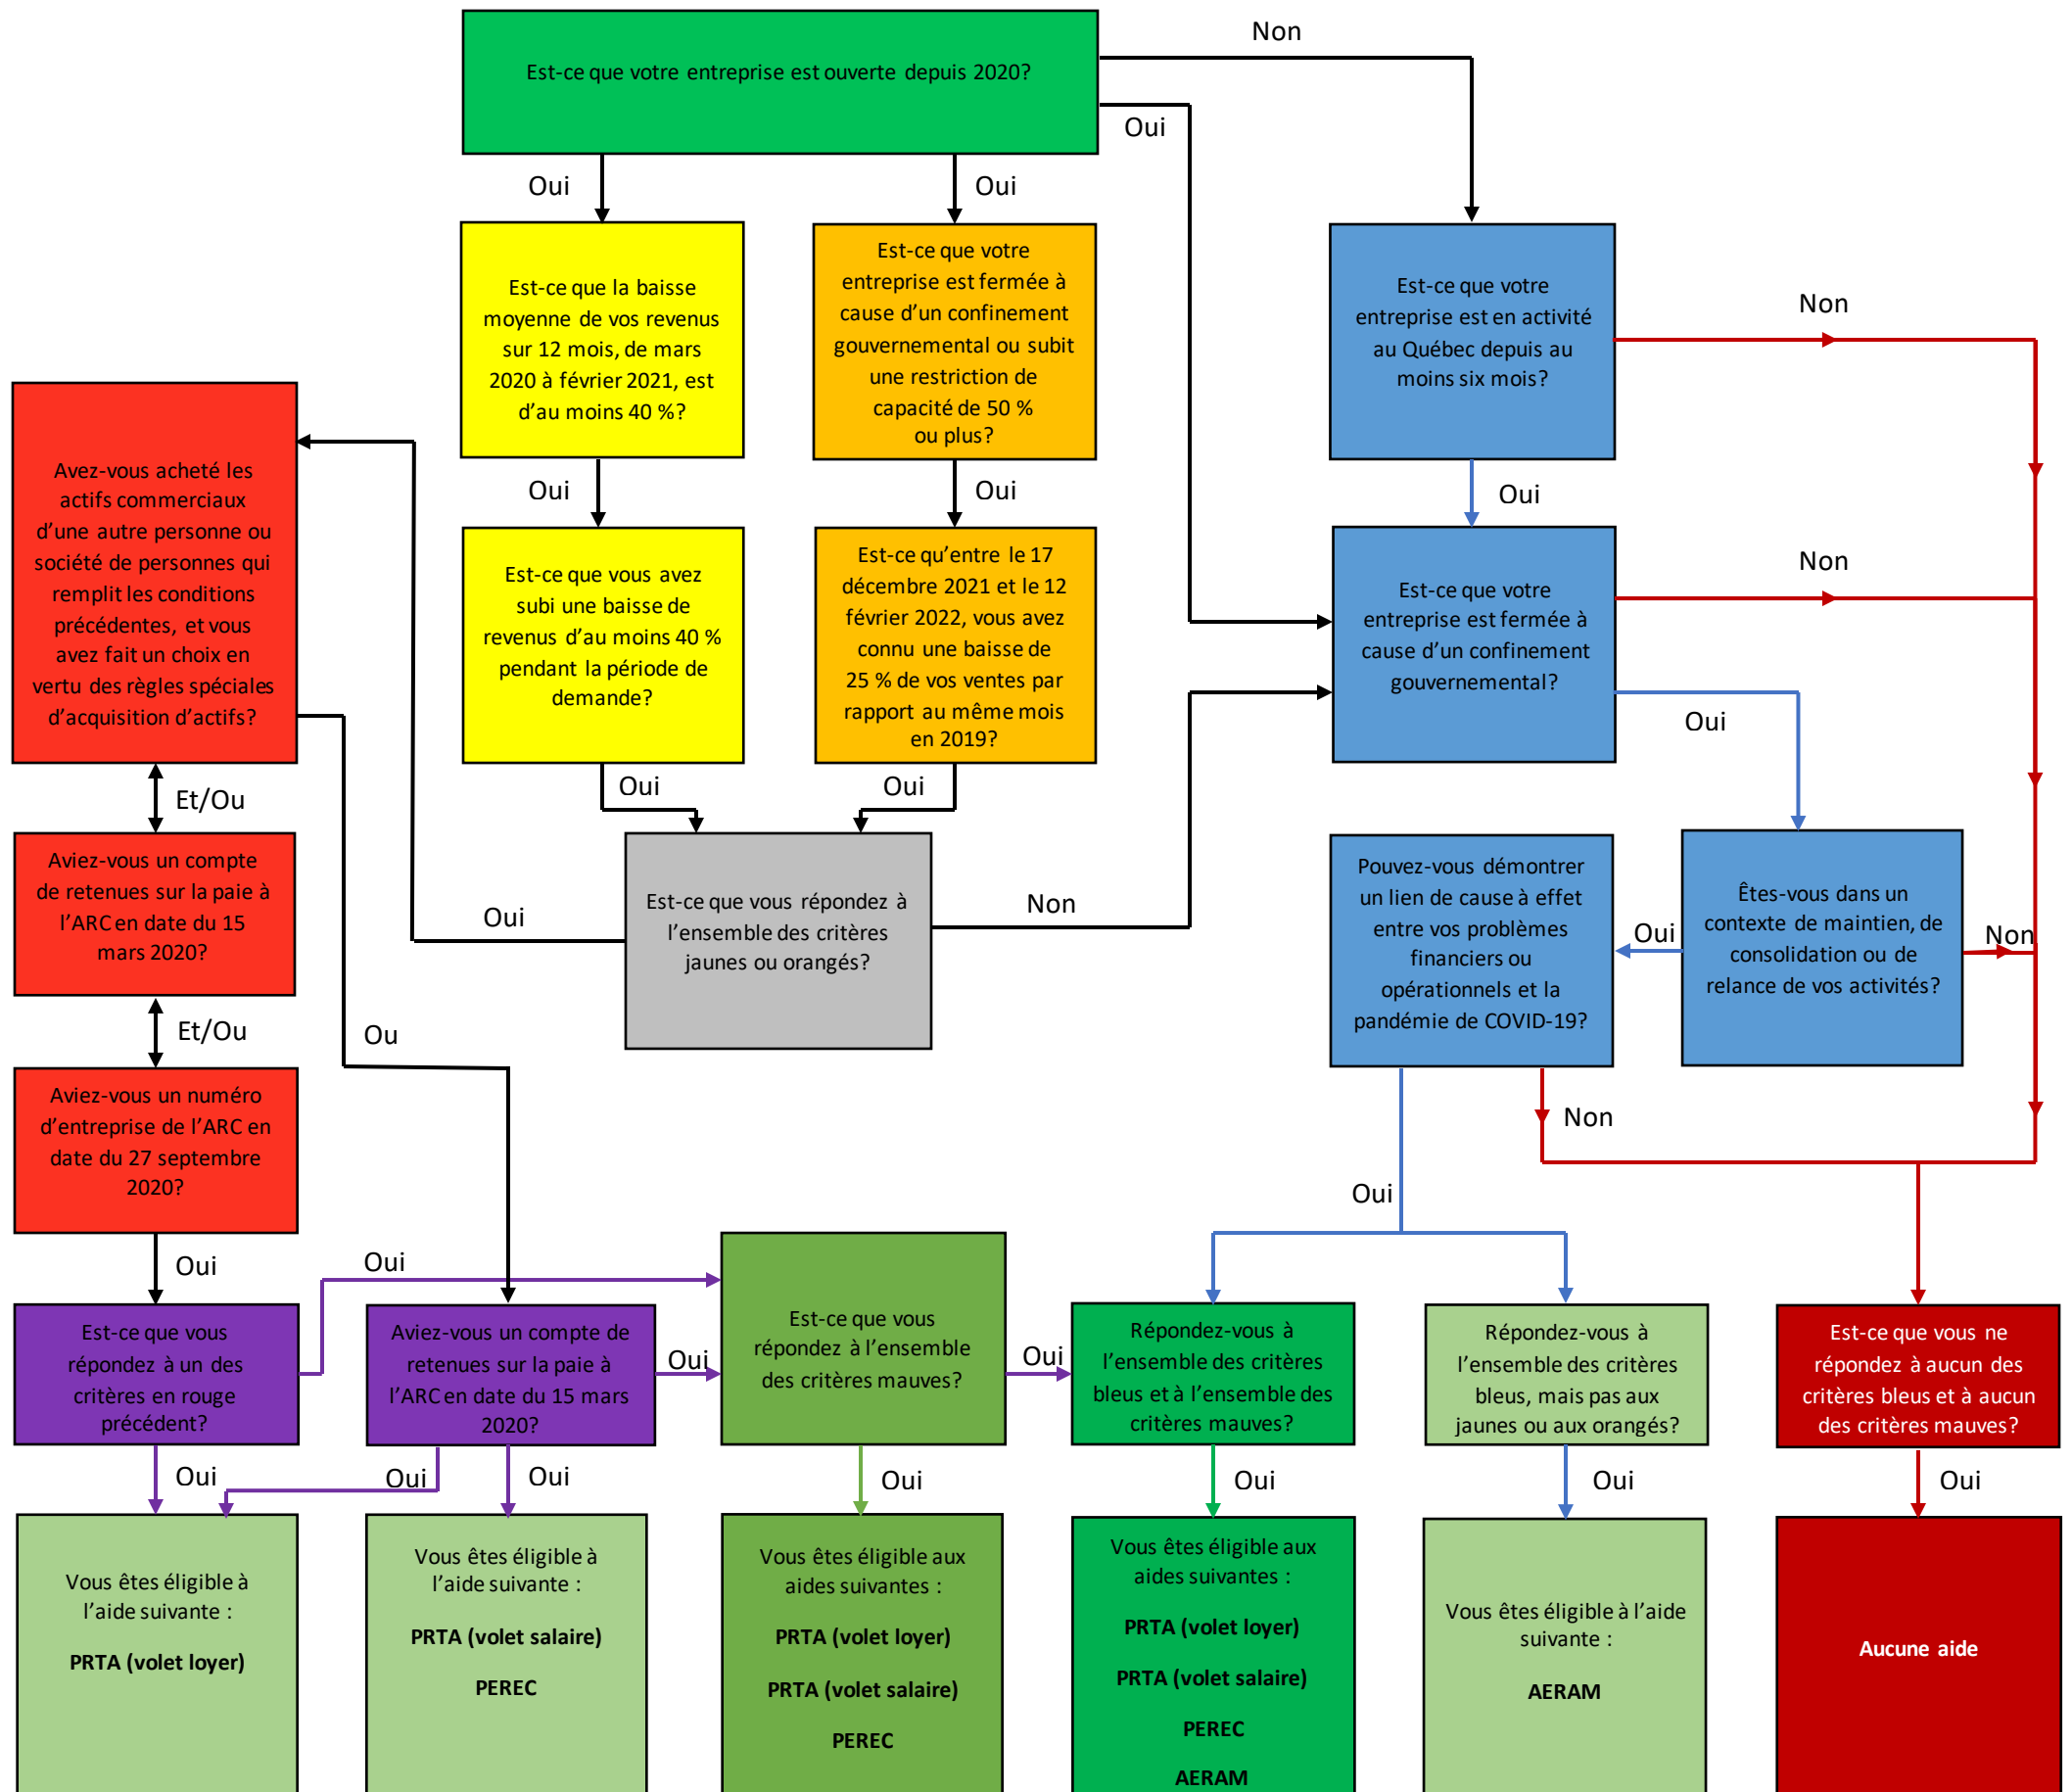 Est-ce que votre entreprise est ouverte depuis 2020?
Non
Oui
Oui
Oui
Est-ce que la baisse
moyenne de vos revenus
sur 12 mois, de mars
2020 à février 2021, est
d’au moins 40 %?
Est-ce que votre
entreprise est fermée à
cause d’un confinement
gouvernemental ou subit
une restriction de
capacité de 50 %
ou plus?
Est-ce que votre
entreprise est en activité
au Québec depuis au
moins six mois?
Non
Oui
Oui
Oui
Avez-vous acheté les
actifs commerciaux
d’une autre personne ou
société de personnes qui
remplit les conditions
précédentes, et vous
avez fait un choix en
vertu des règles spéciales
d’acquisition d’actifs?
Est-ce que vous avez
subi une baisse de
revenus d’au moins 40 %
pendant la période de
demande?
Est-ce qu’entre le 17
décembre 2021 et le 12
février 2022, vous avez
connu une baisse de
25 % de vos ventes par
rapport au même mois
en 2019?
Est-ce que votre
entreprise est fermée à
cause d’un confinement
gouvernemental?
Non
Oui
Et/Ou
Oui
Oui
Aviez-vous un compte
de retenues sur la paie à
l’ARC en date du 15
mars 2020?
Oui
Est-ce que vous répondez à
l’ensemble des critères
jaunes ou orangés?
Non
Pouvez-vous démontrer
un lien de cause à effet
entre vos problèmes
financiers ou
opérationnels et la
pandémie de COVID-19?
Oui
Êtes-vous dans un
contexte de maintien, de
consolidation ou de
relance de vos activités?
Non
Et/Ou
Ou
Aviez-vous un numéro
d’entreprise de l’ARC en
date du 27 septembre
2020?
Non
Oui
Oui
Oui
Est-ce que vous
répondez à un des
critères en rouge
précédent?
Aviez-vous un compte de
retenues sur la paie à
l’ARC en date du 15 mars
2020?
Oui
Est-ce que vous
répondez à l’ensemble
des critères mauves?
Oui
Répondez-vous à
l’ensemble des critères
bleus et à l’ensemble des
critères mauves?
Répondez-vous à
l’ensemble des critères
bleus, mais pas aux
jaunes ou aux orangés?
Est-ce que vous ne
répondez à aucun des
critères bleus et à aucun
des critères mauves?
Oui
Oui
Oui
Oui
Oui
Oui
Oui
Vous êtes éligible à
l’aide suivante :
PRTA (volet loyer)
Vous êtes éligible à
l’aide suivante :
PRTA (volet salaire)
PEREC
Vous êtes éligible aux
aides suivantes :
PRTA (volet loyer)
PRTA (volet salaire)
PEREC
Vous êtes éligible aux
aides suivantes :
PRTA (volet loyer)
PRTA (volet salaire)
PEREC
AERAM
Vous êtes éligible à l’aide
suivante :
AERAM
Aucune aide